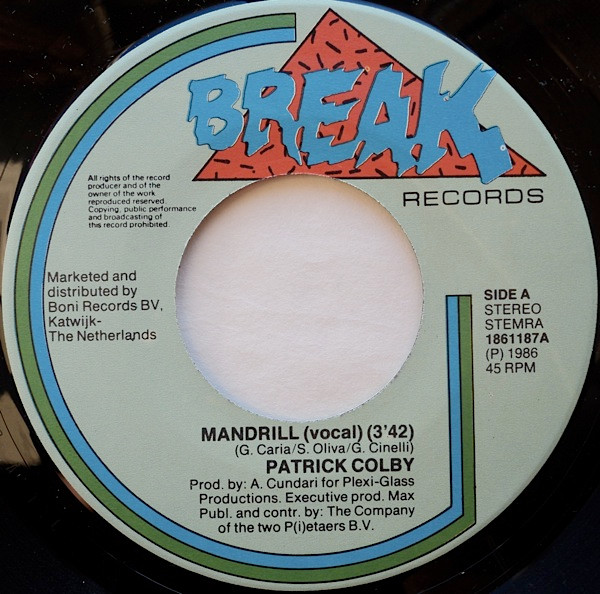 BREAK
RECORDS
All rights of the record
producer and of the
owner of the work
reproduced reserved.
Copying, public performance
and broadcasting of
this record prohibited.
Marketed and
distributed by
Boni Records BV,
Katwijk-
The Netherlands
SIDE A
STEREO
STEMRA
1861187A
(P) 1986
45 RPM
MANDRILL (vocal) (3'42)
(G. Caria/S. Oliva/G. Cinelli)
PATRICK COLBY
Prod. by: A. Cundari for Plexi-Glass
Productions. Executive prod. Max
Publ. and contr. by: The Company
of the two P(i)etaers B.V.